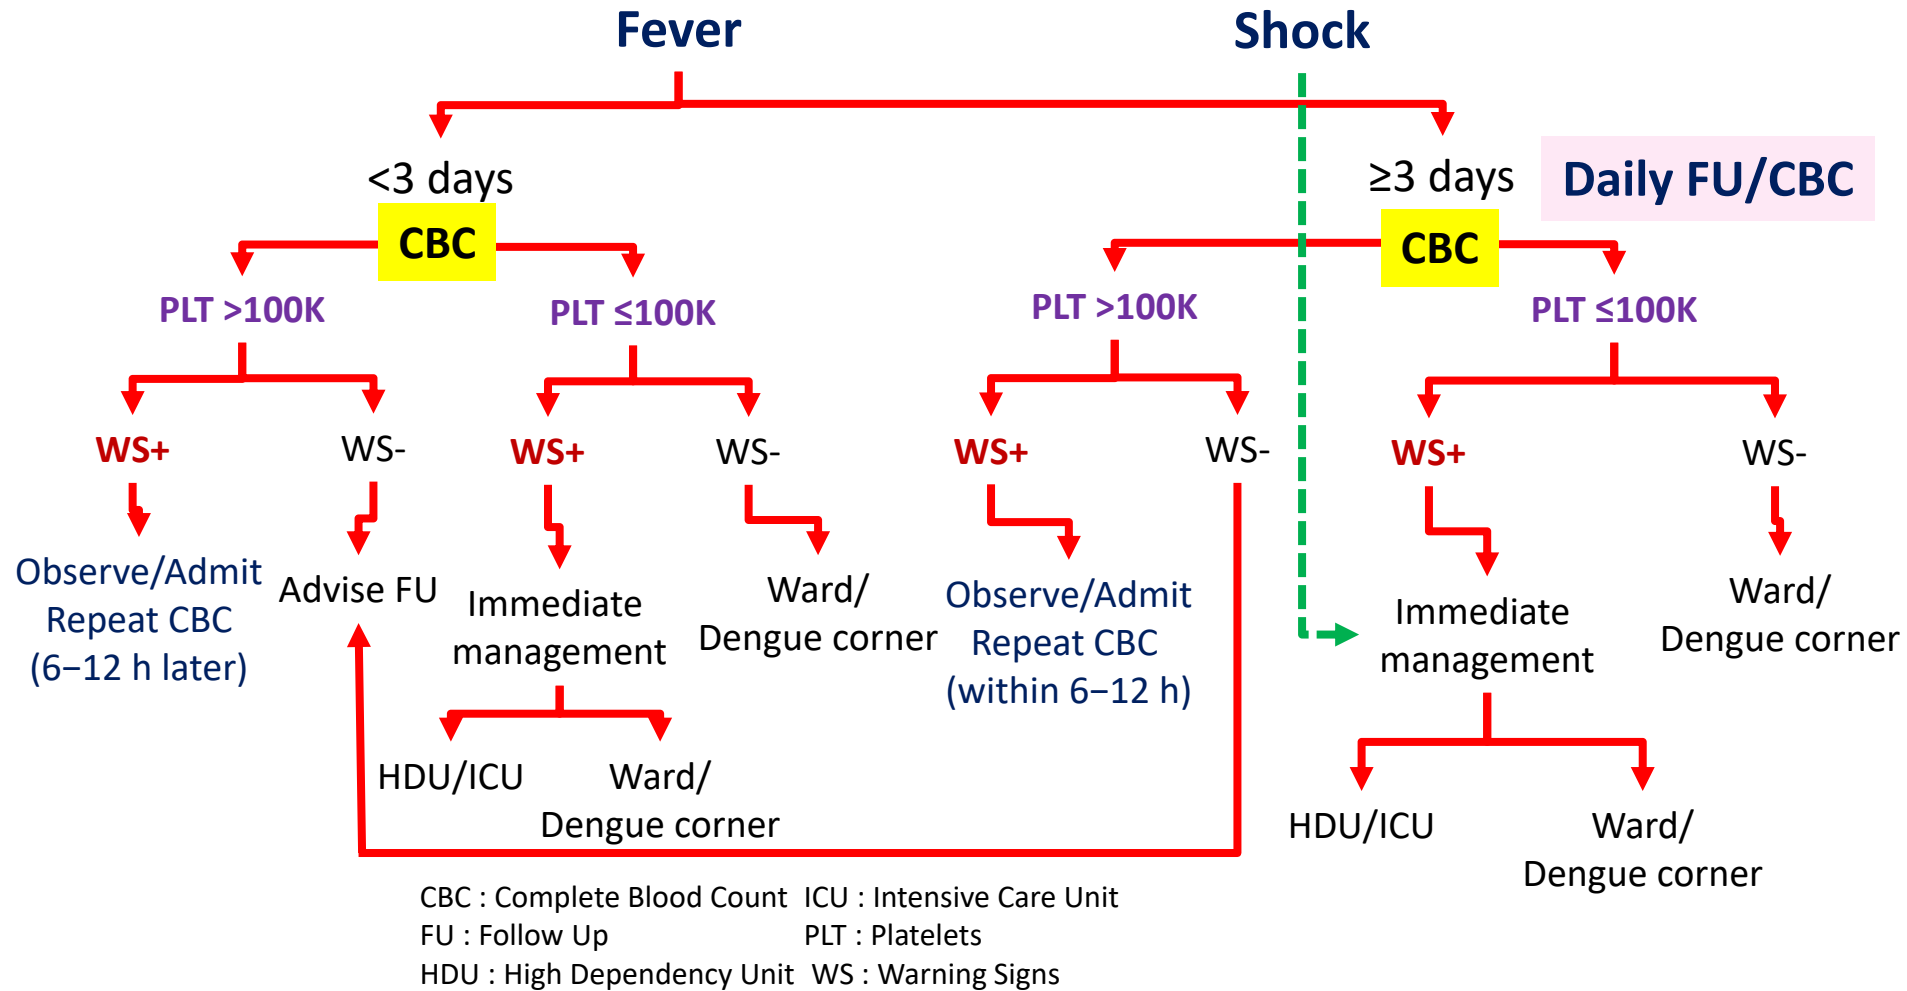 Fever
Shock
<3 days
≥3 days
Daily FU/CBC
CBC
CBC
PLT >100K
PLT ≤100K
PLT >100K
PLT ≤100K
WS+
WS-
WS+
WS-
WS+
WS-
WS+
WS-
Observe/Admit
Repeat CBC
(6–12 h later)
Advise FU
Immediate
management
Ward/
Dengue corner
Observe/Admit
Repeat CBC
(within 6–12 h)
Immediate
management
Ward/
Dengue corner
HDU/ICU
Ward/
Dengue corner
HDU/ICU
Ward/
Dengue corner
CBC : Complete Blood Count ICU : Intensive Care Unit
FU : Follow Up PLT : Platelets
HDU : High Dependency Unit WS : Warning Signs